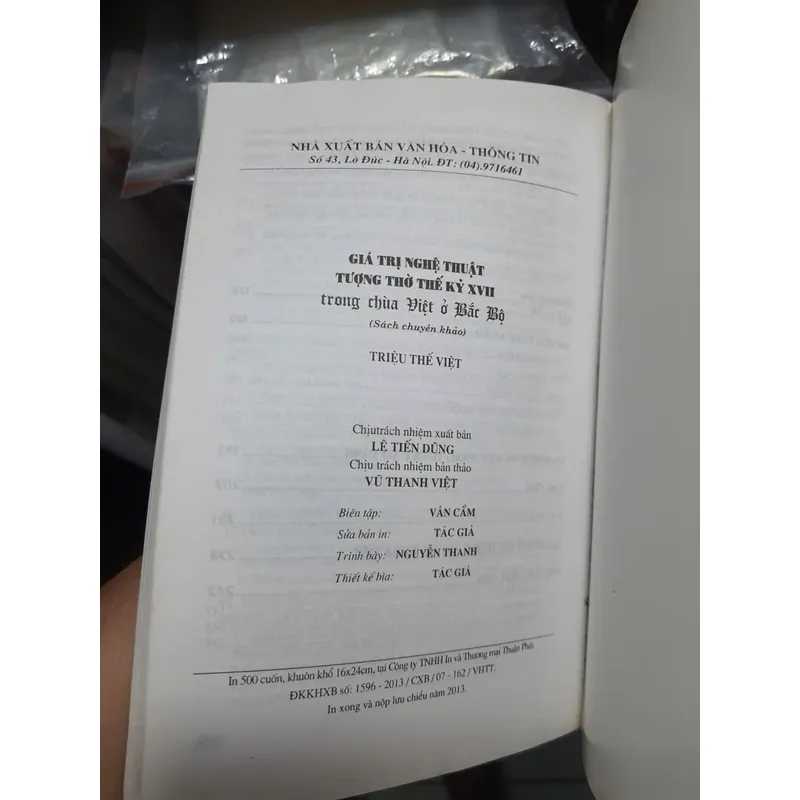 NHÀ XUẤT BẢN VĂN HÓA - THÔNG TIN
Số 43, Lò Đúc - Hà Nội. ĐT: (04).9716461
GIÁ TRỊ NGHỆ THUẬT
TƯỢNG THỜ THẾ KỶ XVII
trong chùa Việt ở Bắc Bộ
(Sách chuyên khảo)
TRIỆU THẾ VIỆT
Chịutrách nhiệm xuất bản
LÊ TIẾN DŨNG
Chịu trách nhiệm bản thảo
VŨ THANH VIỆT
Biên tập: VÂN CẨM
Sửa bản in: TÁC GIẢ
Trình bày: NGUYỄN THANH
Thiết kế bìa: TÁC GIẢ
In 500 cuốn, khuôn khổ 16x24cm, tại Công ty TNHH In và Thương mại Thuận Phát.
ĐKKHXB số: 1596 - 2013 / CXB / 07 - 162 / VHTT.
In xong và nộp lưu chiểu năm 2013.